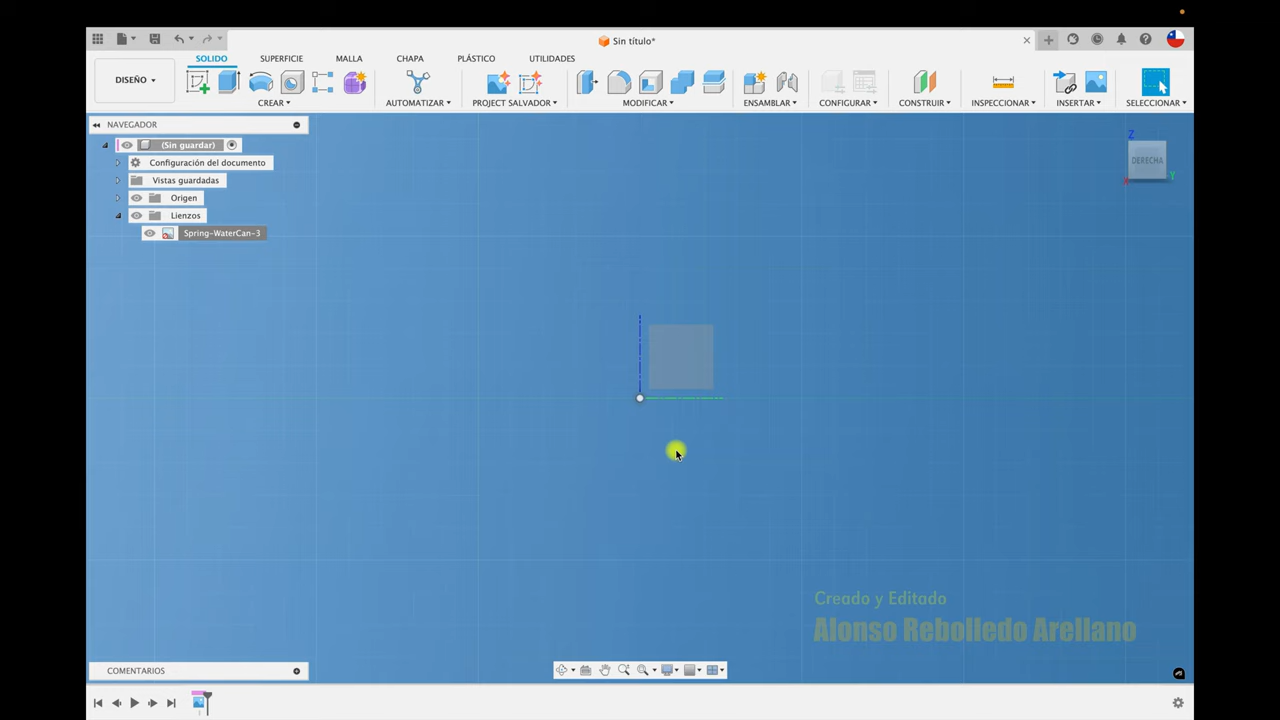 Sin título*
SOLIDO SUPERFICIE MALLA CHAPA PLÁSTICO UTILIDADES
DISEÑO
CREAR AUTOMATIZAR PROJECT SALVADOR MODIFICAR ENSAMBLAR CONFIGURAR CONSTRUIR INSPECCIONAR INSERTAR SELECCIONAR
NAVEGADOR
(Sin guardar)
Configuración del documento
Vistas guardadas
Origen
Lienzos
Spring-WaterCan-3
Z
DERECHA
X Y
Creado y Editado
Alonso Rebolledo Arellano
COMENTARIOS